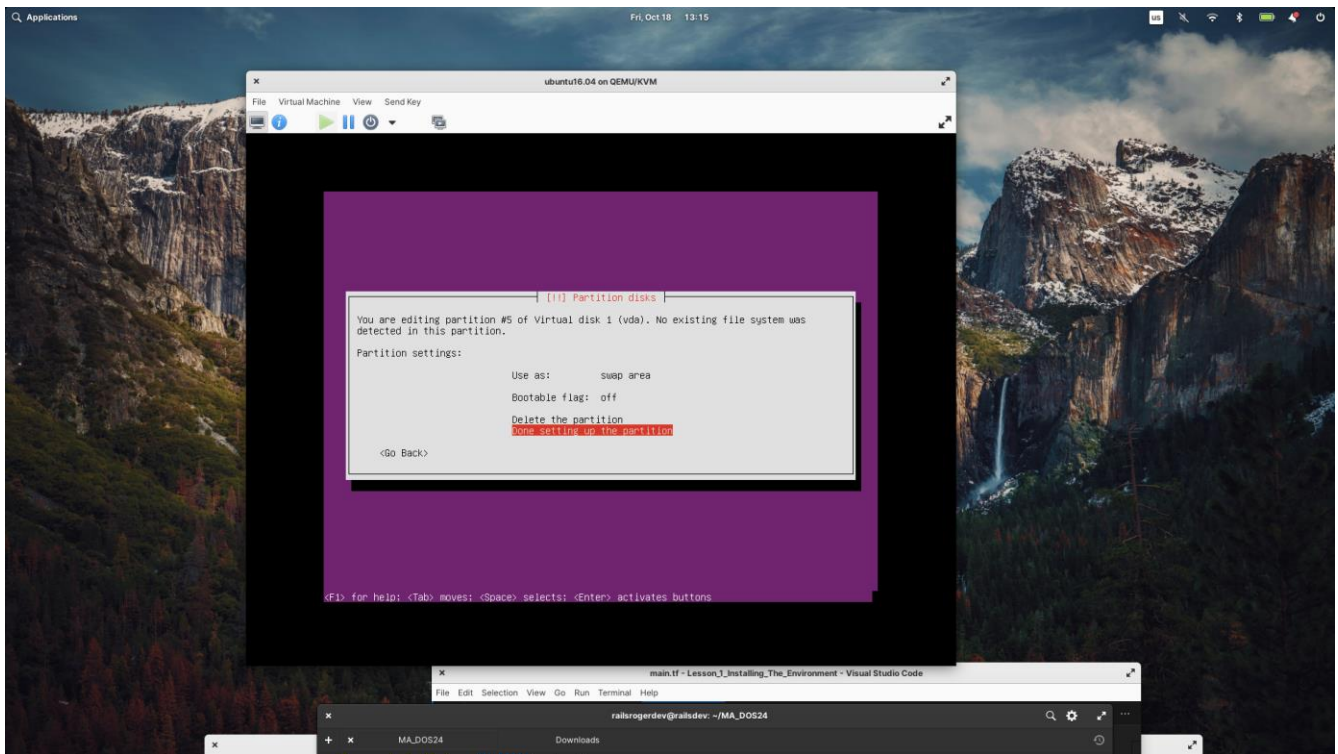 Applications
Fri, Oct 18 13:15
us
ubuntu16.04 on QEMU/KVM
File Virtual Machine View Send Key
[!!] Partition disks
You are editing partition #5 of Virtual disk 1 (vda). No existing file system was
detected in this partition.
Partition settings:
Use as: swap area
Bootable flag: off
Delete the partition
Done setting up the partition
<Go Back>
<F1> for help; <Tab> moves; <Space> selects; <Enter> activates buttons
main.tf - Lesson_1_Installing_The_Environment - Visual Studio Code
File Edit Selection View Go Run Terminal Help
railsrogerdev@railsdev: ~/MA_DOS24
MA_DOS24 Downloads